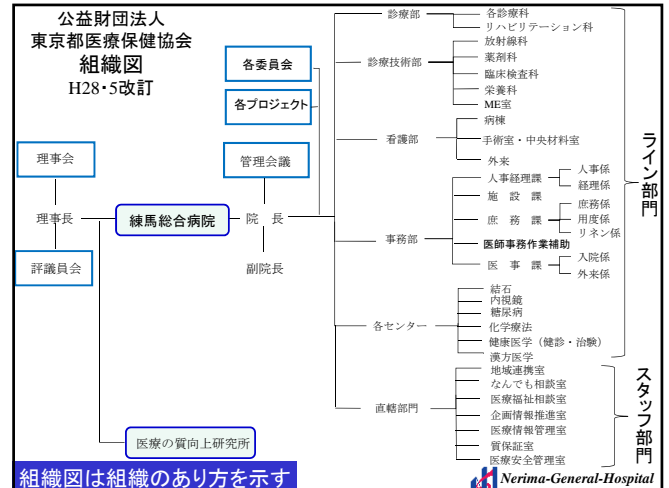 公益財団法人
東京都医療保健協会
組織図
H28・5改訂
各委員会
各プロジェクト
理事会
管理会議
理事長
練馬総合病院
院 長
評議員会
副院長
医療の質向上研究所
診療部
各診療科
リハビリテーション科
診療技術部
放射線科
薬剤科
臨床検査科
栄養科
ME室
看護部
病棟
手術室・中央材料室
外来
事務部
人事経理課
人事係
経理係
施 設 課
庶 務 課
庶務係
用度係
リネン係
医師事務作業補助
医 事 課
入院係
外来係
各センター
結石
内視鏡
糖尿病
化学療法
健康医学（健診・治験）
漢方医学
直轄部門
地域連携室
なんでも相談室
医療福祉相談室
企画情報推進室
医療情報管理室
質保証室
医療安全管理室
ライン部門
スタッフ部門
組織図は組織のあり方を示す
Nerima-General-Hospital